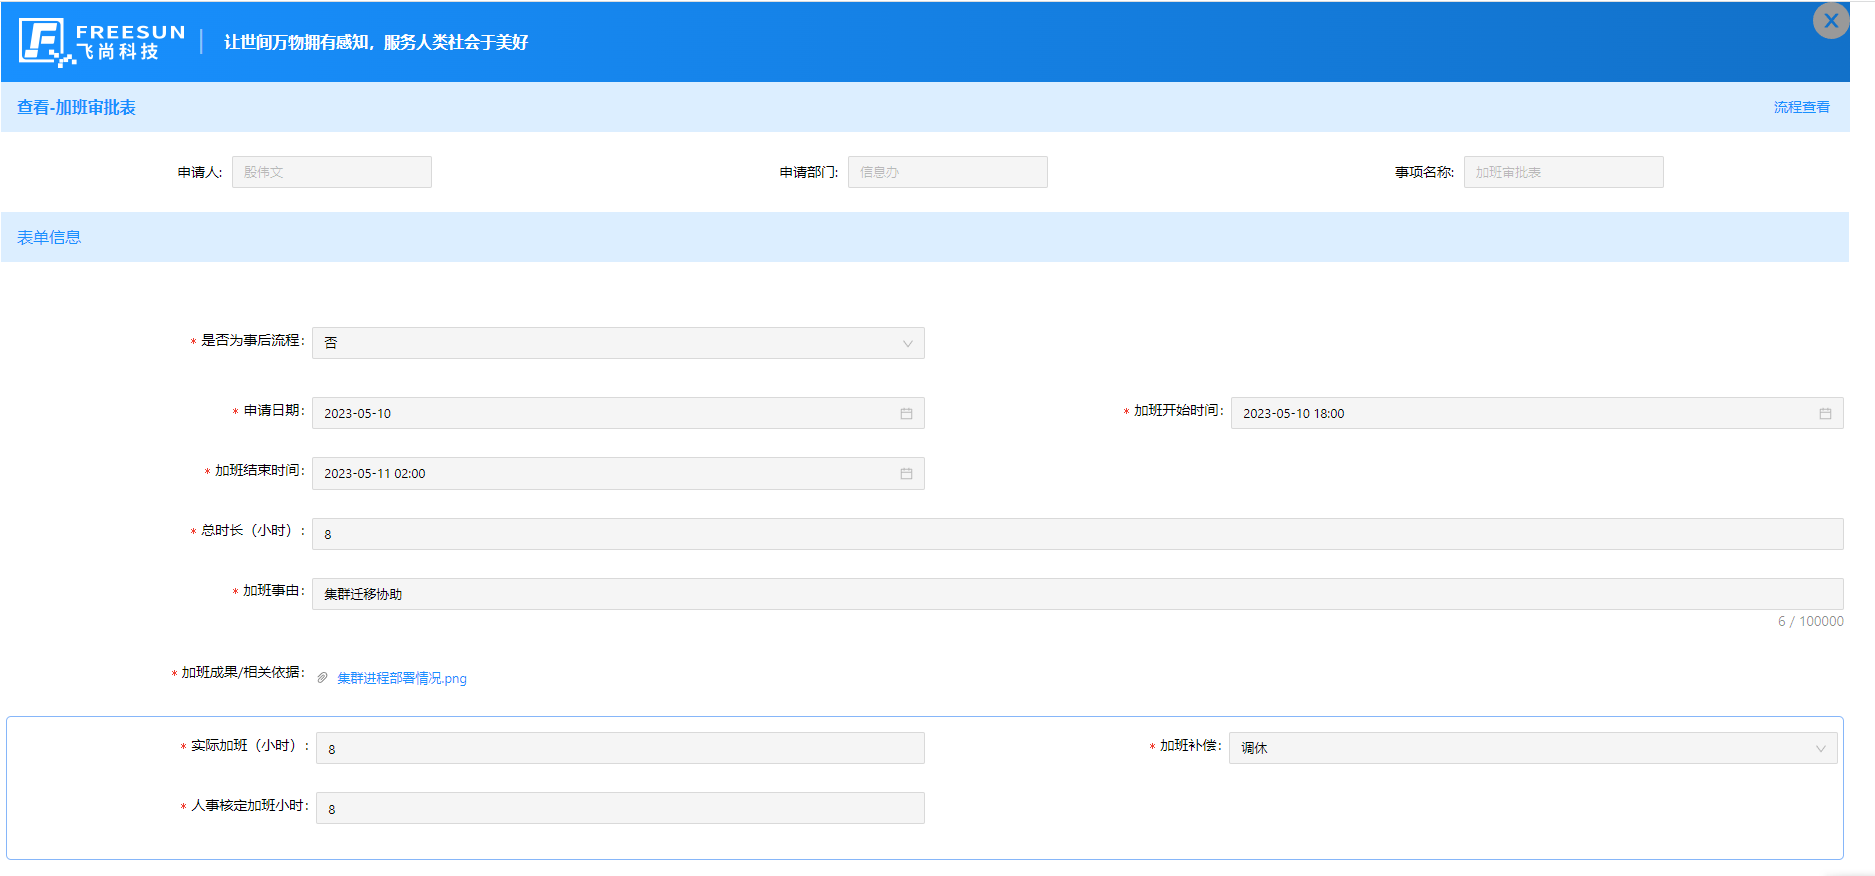 FREESUN
飞尚科技
让世间万物拥有感知，服务人类社会于美好
X
查看-加班审批表
流程查看
申请人: 殷伟文
申请部门: 信息办
事项名称: 加班审批表
表单信息
* 是否为事后流程: 否
* 申请日期: 2023-05-10
* 加班开始时间: 2023-05-10 18:00
* 加班结束时间: 2023-05-11 02:00
* 总时长（小时）: 8
* 加班事由: 集群迁移协助
6 / 100000
* 加班成果/相关依据: 集群进程部署情况.png
* 实际加班（小时）: 8
* 加班补偿: 调休
* 人事核定加班小时: 8